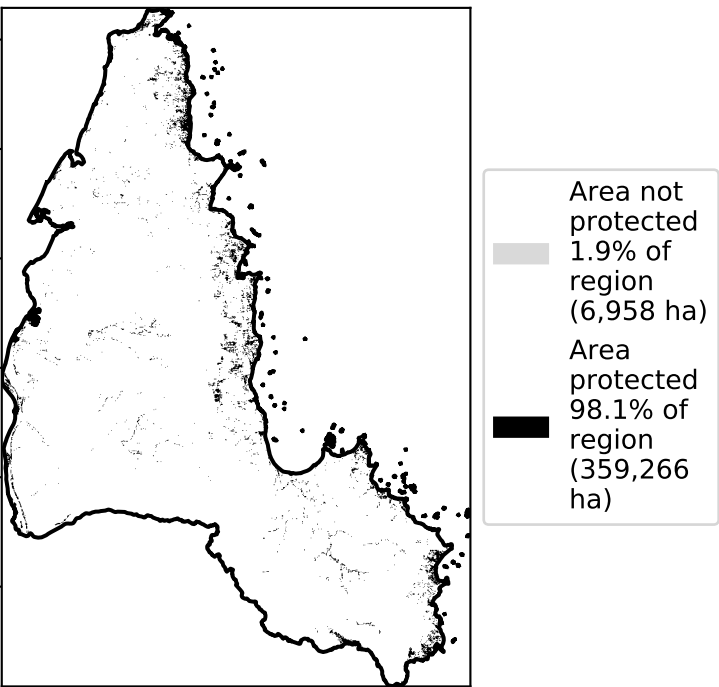 Area not
protected
1.9% of
region
(6,958 ha)
Area
protected
98.1% of
region
(359,266
ha)